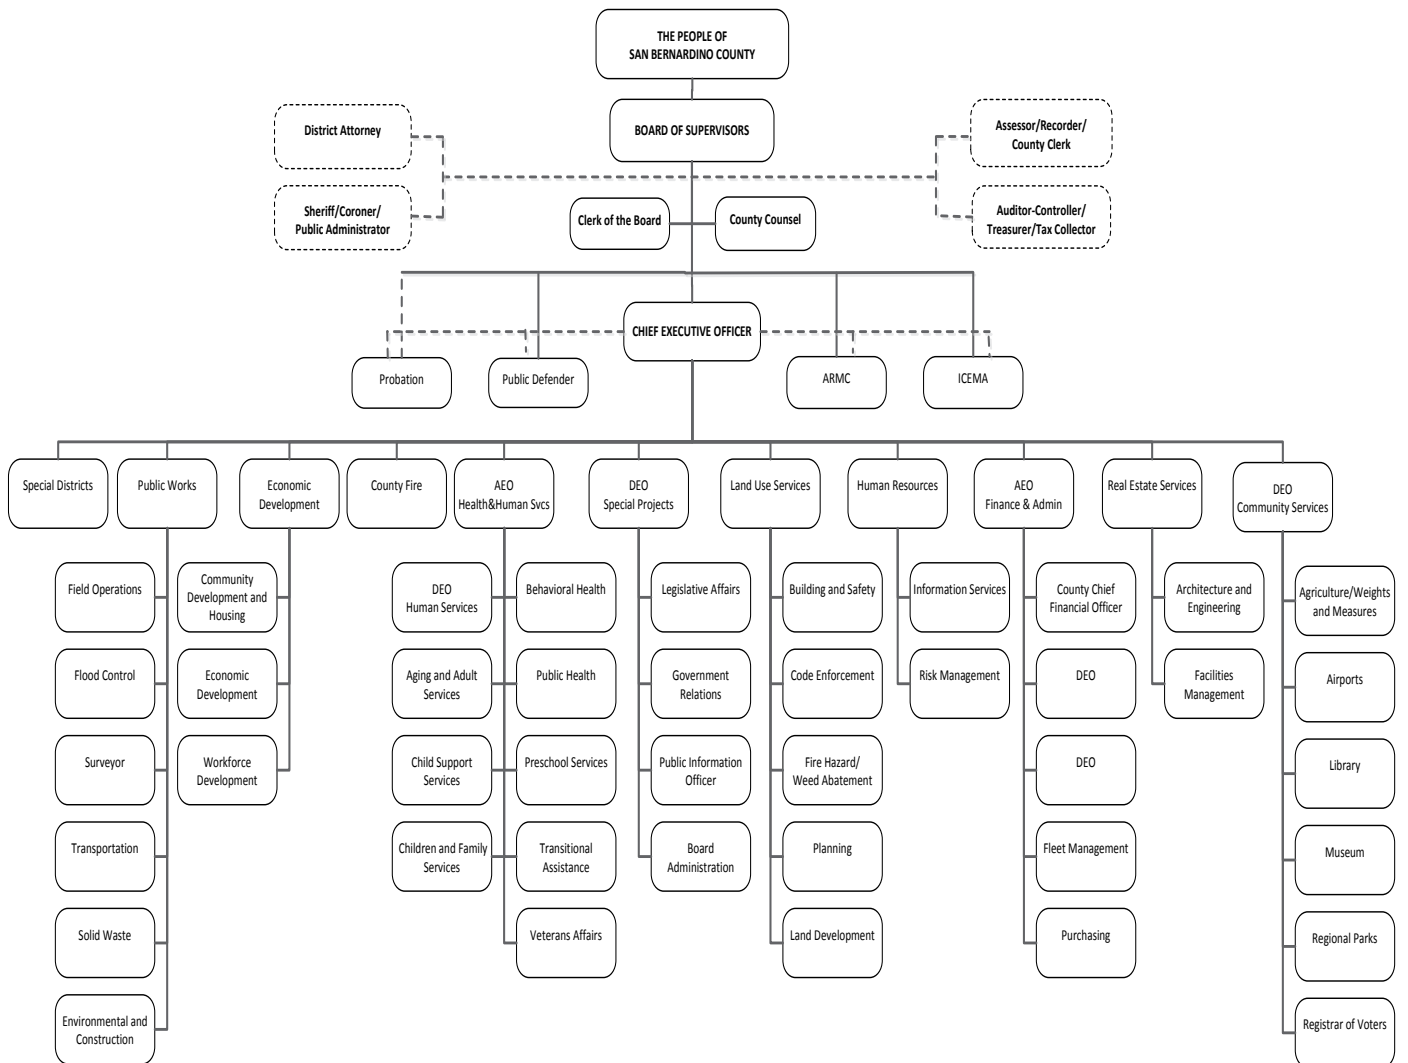 THE PEOPLE OF
SAN BERNARDINO COUNTY
BOARD OF SUPERVISORS
District Attorney
Sheriff/Coroner/
Public Administrator
Assessor/Recorder/
County Clerk
Auditor-Controller/
Treasurer/Tax Collector
Clerk of the Board
County Counsel
CHIEF EXECUTIVE OFFICER
Probation
Public Defender
ARMC
ICEMA
Special Districts
Public Works
Economic
Development
County Fire
AEO
Health&Human Svcs
DEO
Special Projects
Land Use Services
Human Resources
AEO
Finance & Admin
Real Estate Services
DEO
Community Services
Field Operations
Flood Control
Surveyor
Transportation
Solid Waste
Environmental and
Construction
Community
Development and
Housing
Economic
Development
Workforce
Development
DEO
Human Services
Aging and Adult
Services
Child Support
Services
Children and Family
Services
Behavioral Health
Public Health
Preschool Services
Transitional
Assistance
Veterans Affairs
Legislative Affairs
Government
Relations
Public Information
Officer
Board
Administration
Building and Safety
Code Enforcement
Fire Hazard/
Weed Abatement
Planning
Land Development
Information Services
Risk Management
County Chief
Financial Officer
DEO
DEO
Fleet Management
Purchasing
Architecture and
Engineering
Facilities
Management
Agriculture/Weights
and Measures
Airports
Library
Museum
Regional Parks
Registrar of Voters